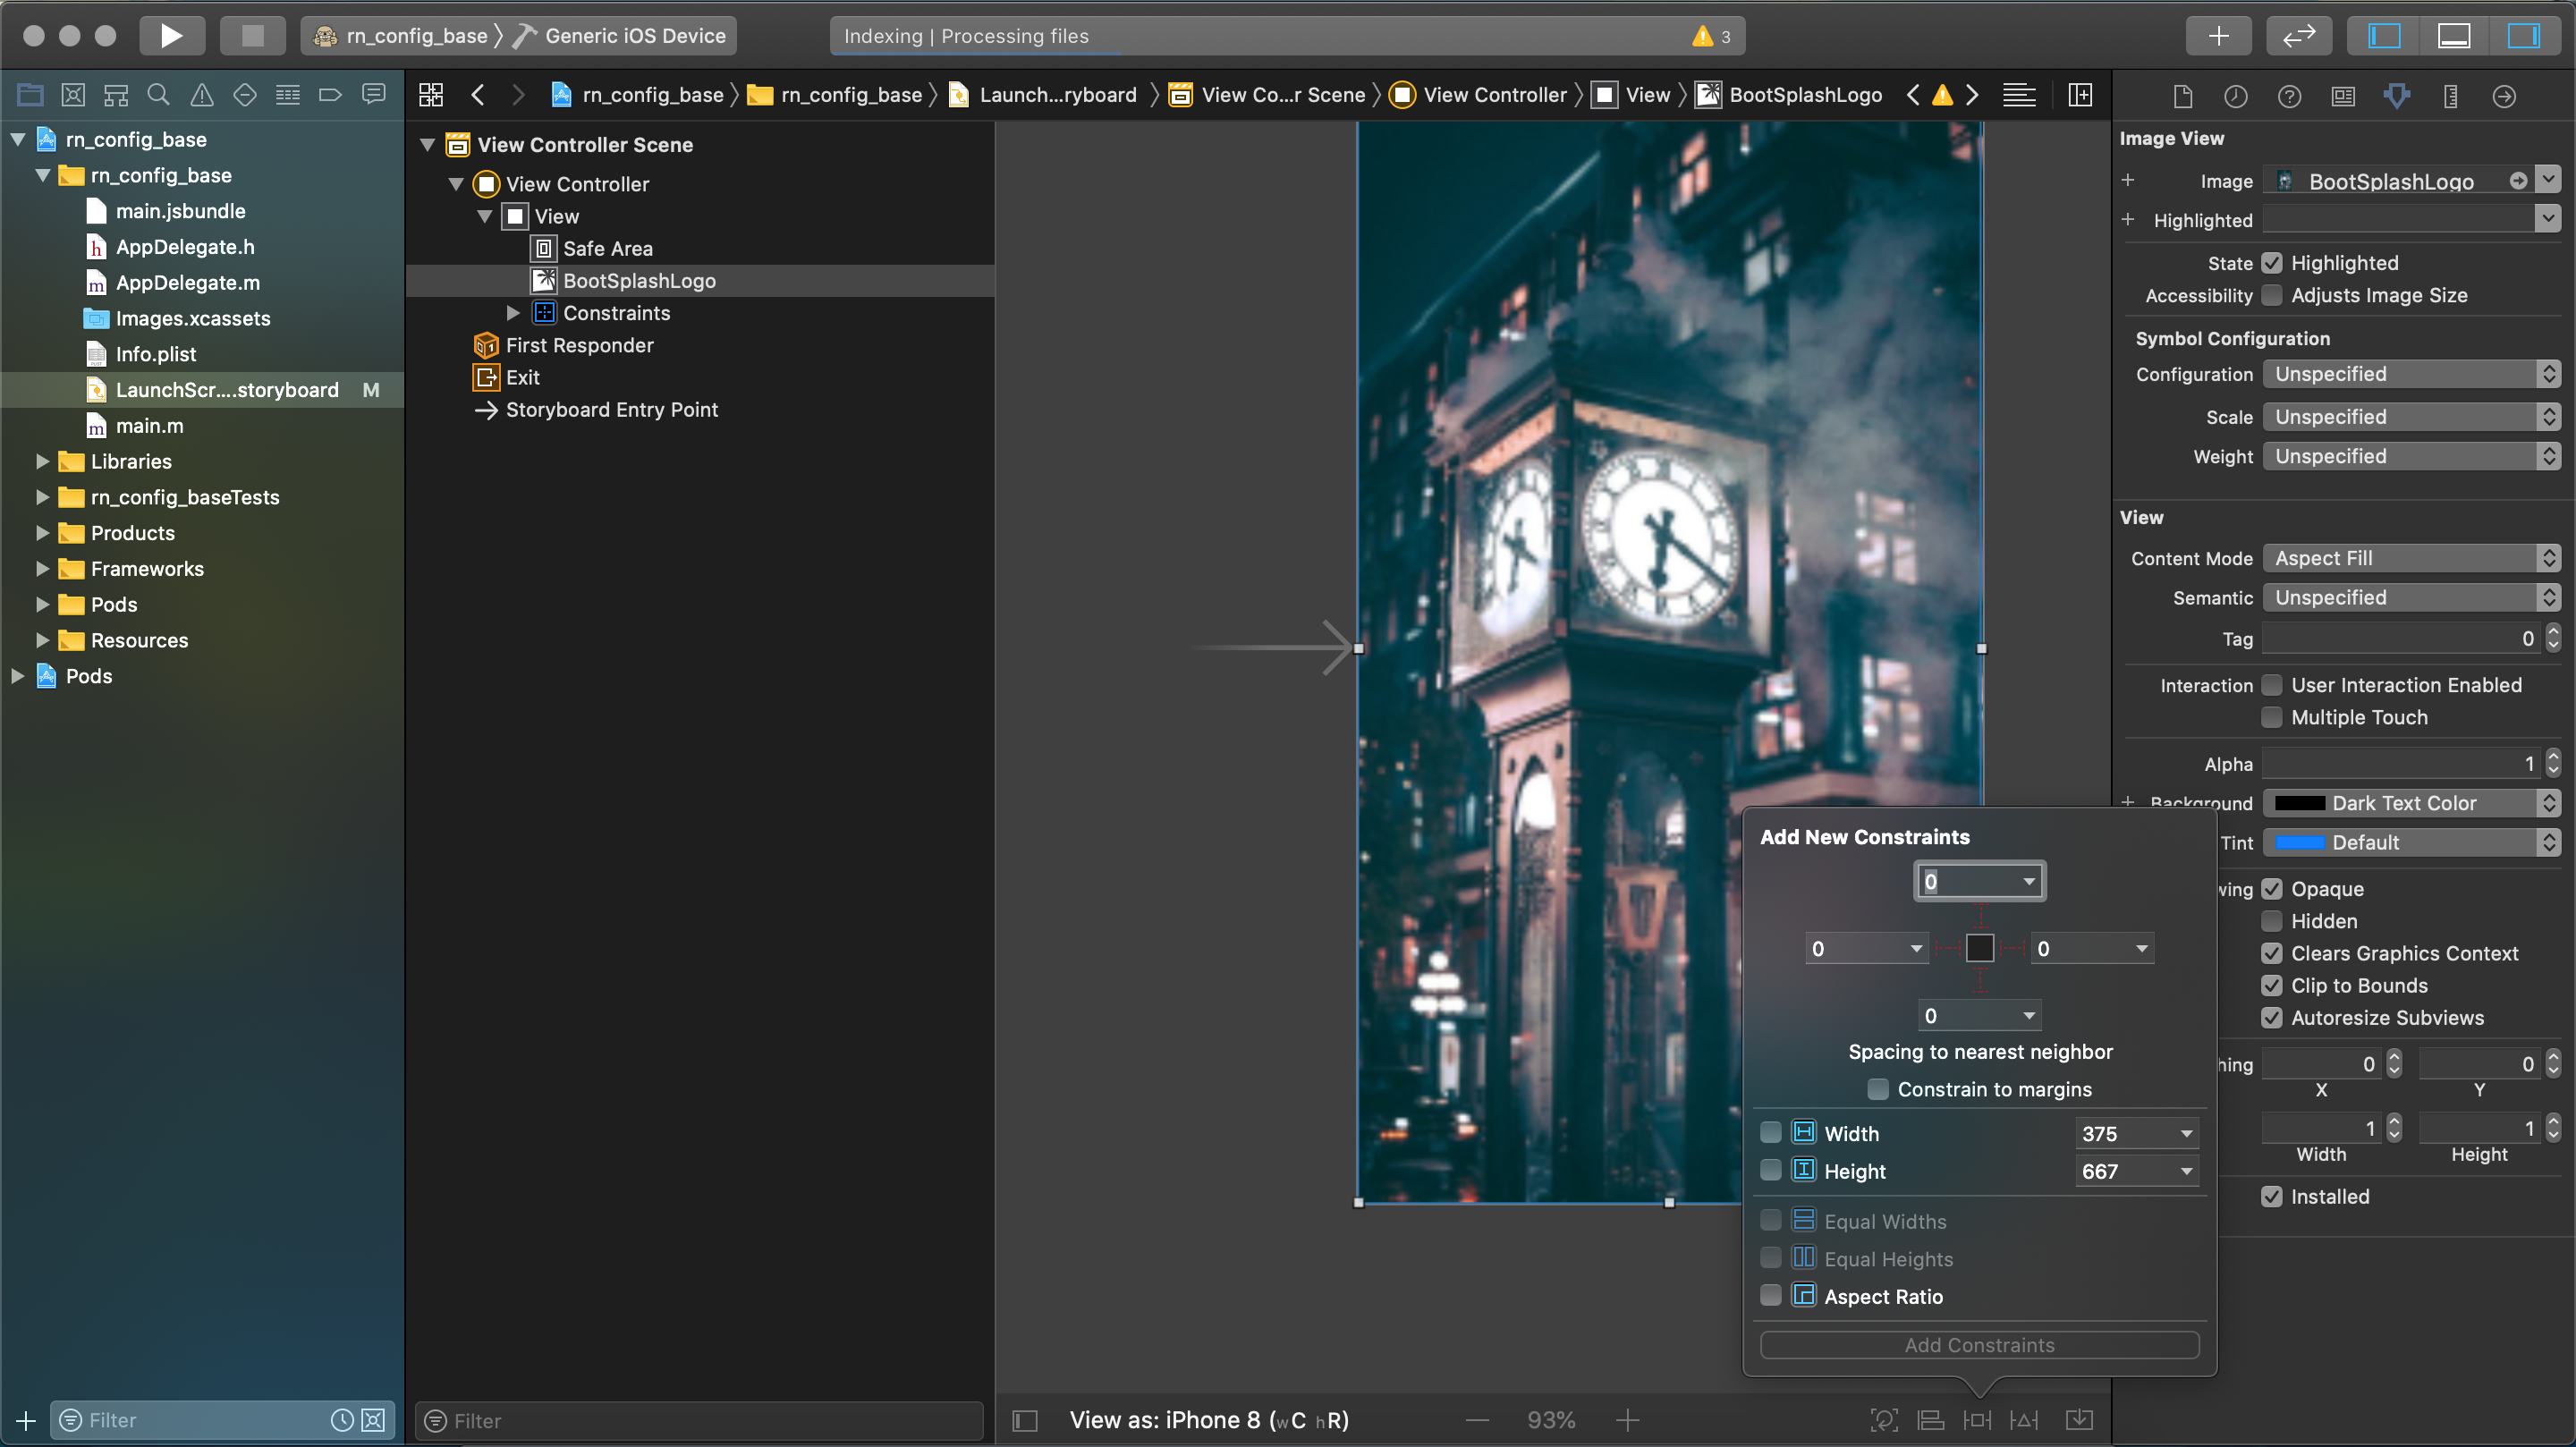 rn_config_base
Generic iOS Device
Indexing | Processing files
3
rn_config_base
rn_config_base
Launch...ryboard
View Co...r Scene
View Controller
View
BootSplashLogo
rn_config_base
rn_config_base
main.jsbundle
AppDelegate.h
AppDelegate.m
Images.xcassets
Info.plist
LaunchScr....storyboard M
main.m
Libraries
rn_config_baseTests
Products
Frameworks
Pods
Resources
Pods
Filter
View Controller Scene
View Controller
View
Safe Area
BootSplashLogo
Constraints
First Responder
Exit
Storyboard Entry Point
Filter
View as: iPhone 8 (wC hR)
93%
Add New Constraints
0
0
0
0
Spacing to nearest neighbor
Constrain to margins
Width 375
Height 667
Equal Widths
Equal Heights
Aspect Ratio
Add Constraints
Image View
Image BootSplashLogo
Highlighted
State Highlighted
Accessibility Adjusts Image Size
Symbol Configuration
Configuration Unspecified
Scale Unspecified
Weight Unspecified
View
Content Mode Aspect Fill
Semantic Unspecified
Tag 0
Interaction User Interaction Enabled
Multiple Touch
Alpha 1
Background Dark Text Color
Tint Default
wing Opaque
Hidden
Clears Graphics Context
Clip to Bounds
Autoresize Subviews
hing 0 0
X Y
1 1
Width Height
Installed